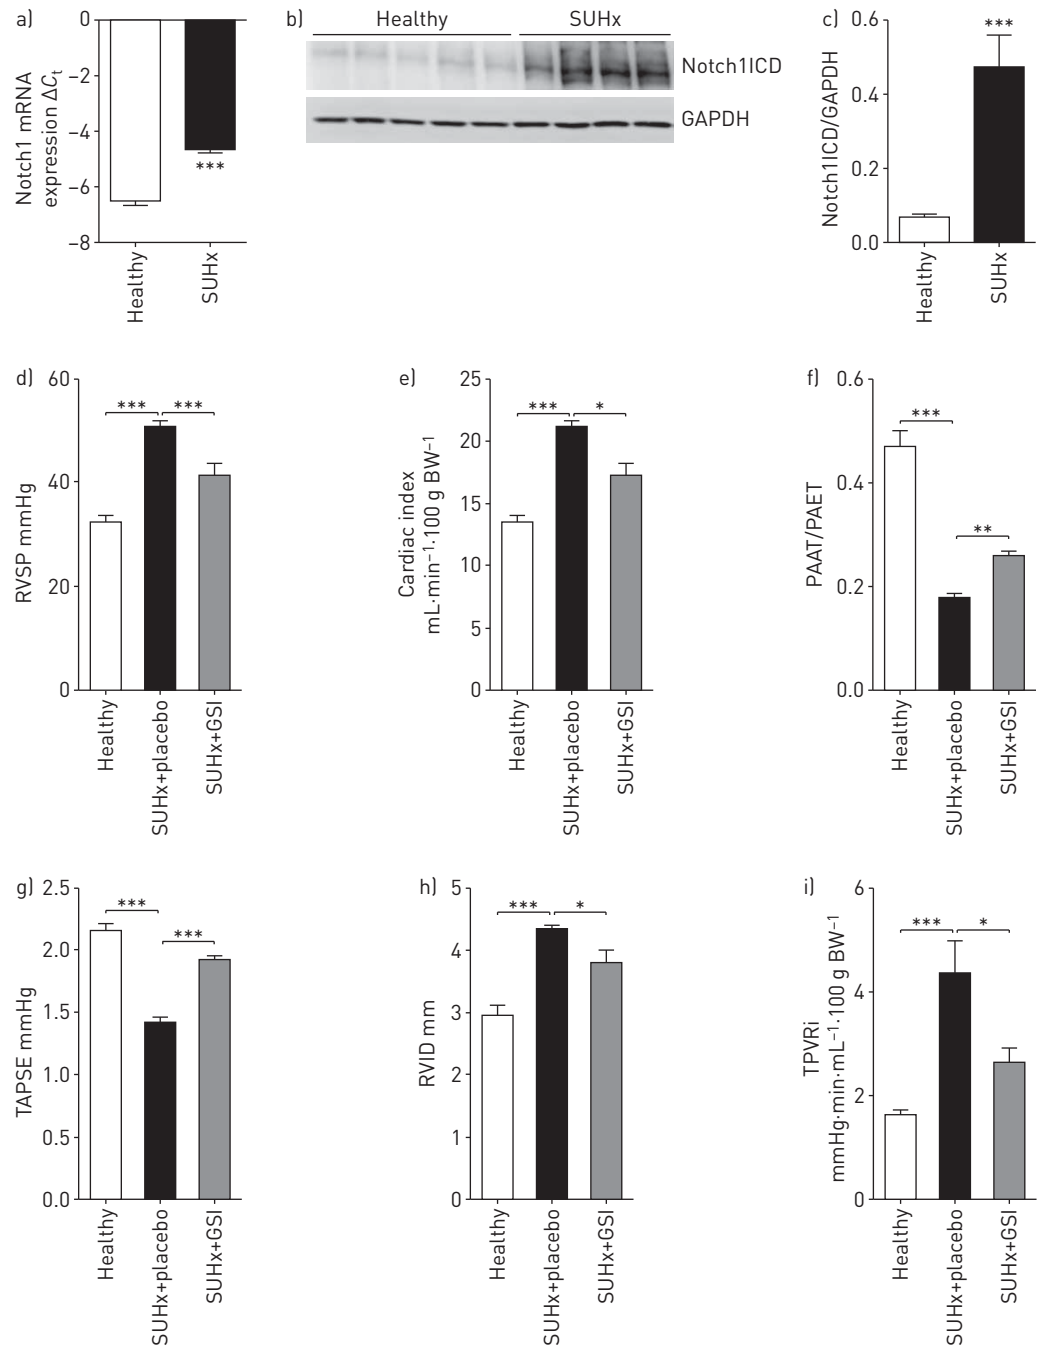 a)
0
–2
–4
–6
–8
Notch1 mRNA
expression ΔCt
***
Healthy
SUHx
b)
Healthy
SUHx
Notch1ICD
GAPDH
c)
0.6
0.4
0.2
0.0
Notch1ICD/GAPDH
***
Healthy
SUHx
d)
60
40
20
0
RVSP mmHg
***
***
Healthy
SUHx+placebo
SUHx+GSI
e)
25
20
15
10
5
0
Cardiac index
mL·min–1·100 g BW–1
***
*
Healthy
SUHx+placebo
SUHx+GSI
f)
0.6
0.4
0.2
0.0
PAAT/PAET
***
**
Healthy
SUHx+placebo
SUHx+GSI
g)
2.5
2.0
1.5
1.0
0.5
0.0
TAPSE mmHg
***
***
Healthy
SUHx+placebo
SUHx+GSI
h)
5
4
3
2
1
0
RVID mm
***
*
Healthy
SUHx+placebo
SUHx+GSI
i)
6
4
2
0
TPVRi
mmHg·min·mL–1·100 g BW–1
***
*
Healthy
SUHx+placebo
SUHx+GSI